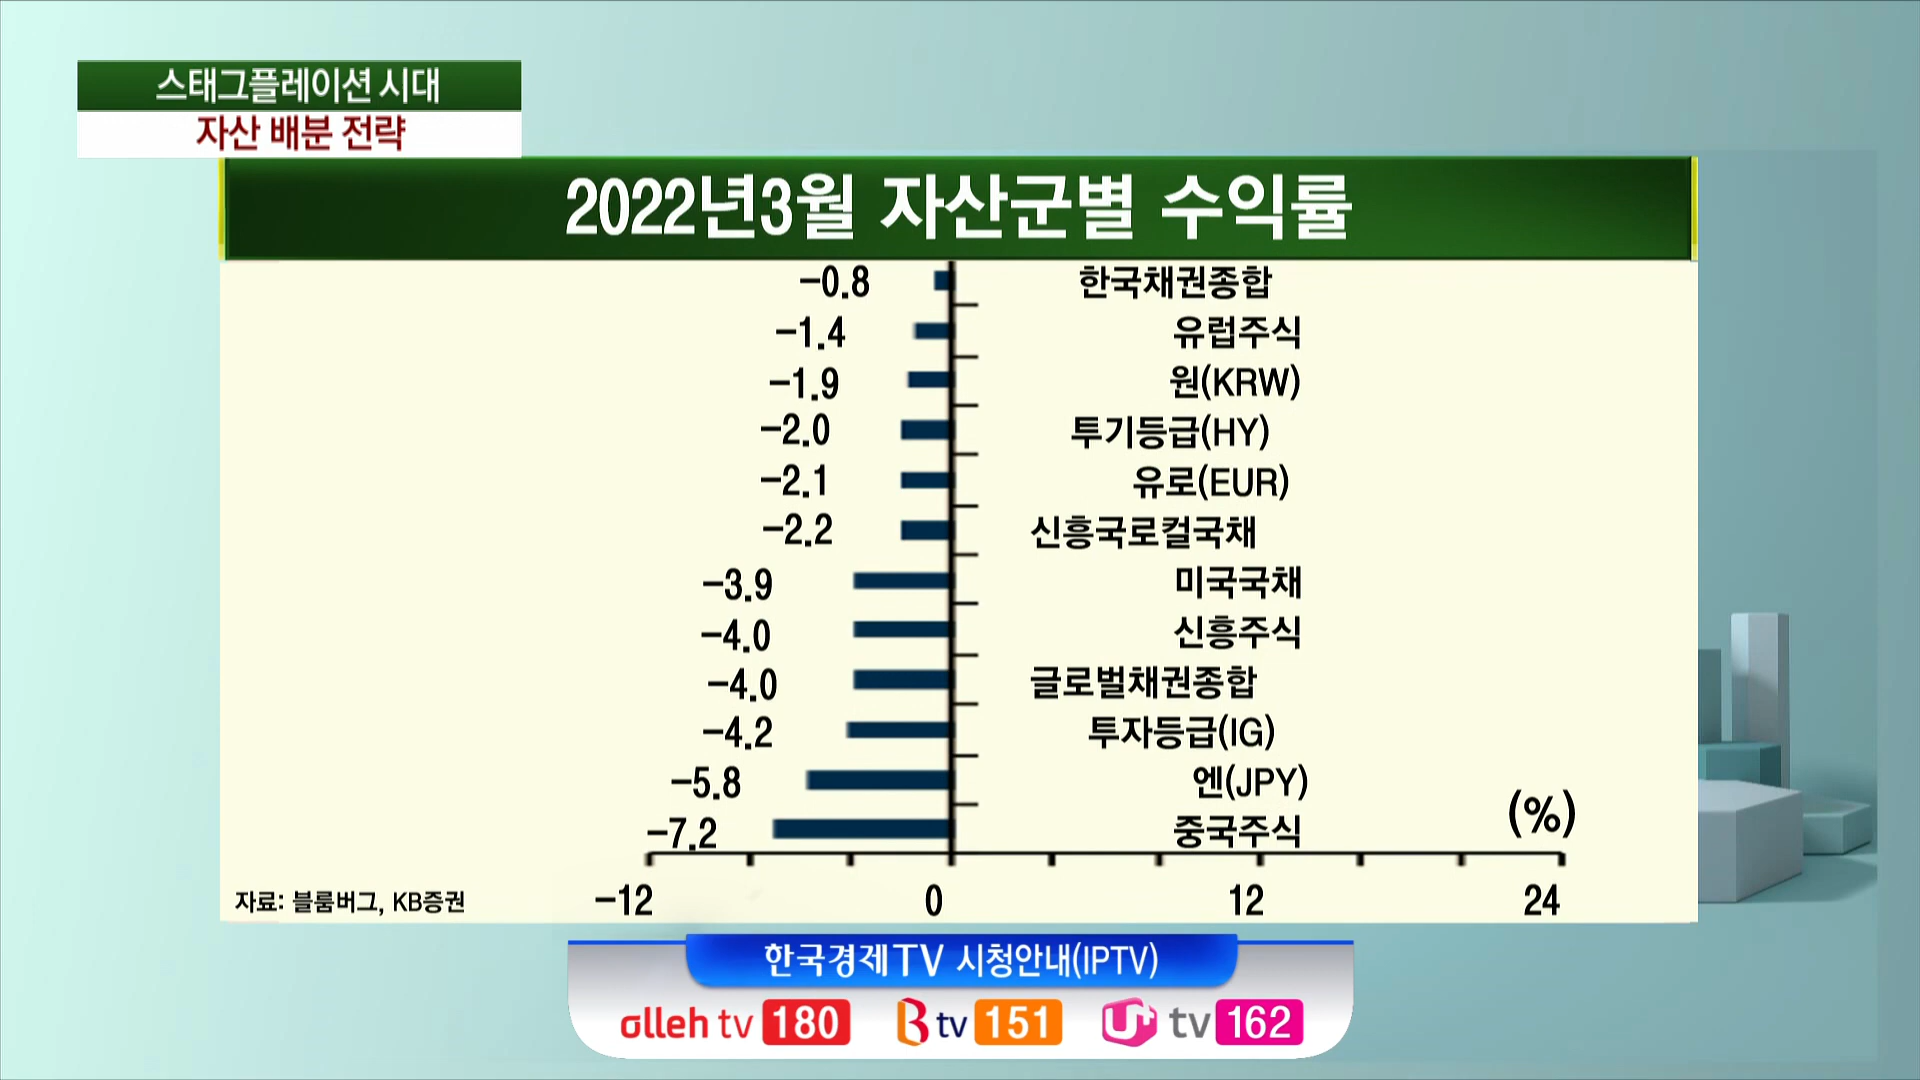 스태그플레이션 시대
자산 배분 전략
2022년3월 자산군별 수익률
-0.8 한국채권종합
-1.4 유럽주식
-1.9 원(KRW)
-2.0 투기등급(HY)
-2.1 유로(EUR)
-2.2 신흥국로컬국채
-3.9 미국국채
-4.0 신흥주식
-4.0 글로벌채권종합
-4.2 투자등급(IG)
-5.8 엔(JPY)
-7.2 중국주식
(%)
-12 0 12 24
자료: 블룸버그, KB증권
한국경제TV 시청안내(IPTV)
olleh tv 180 B tv 151 U+ tv 162